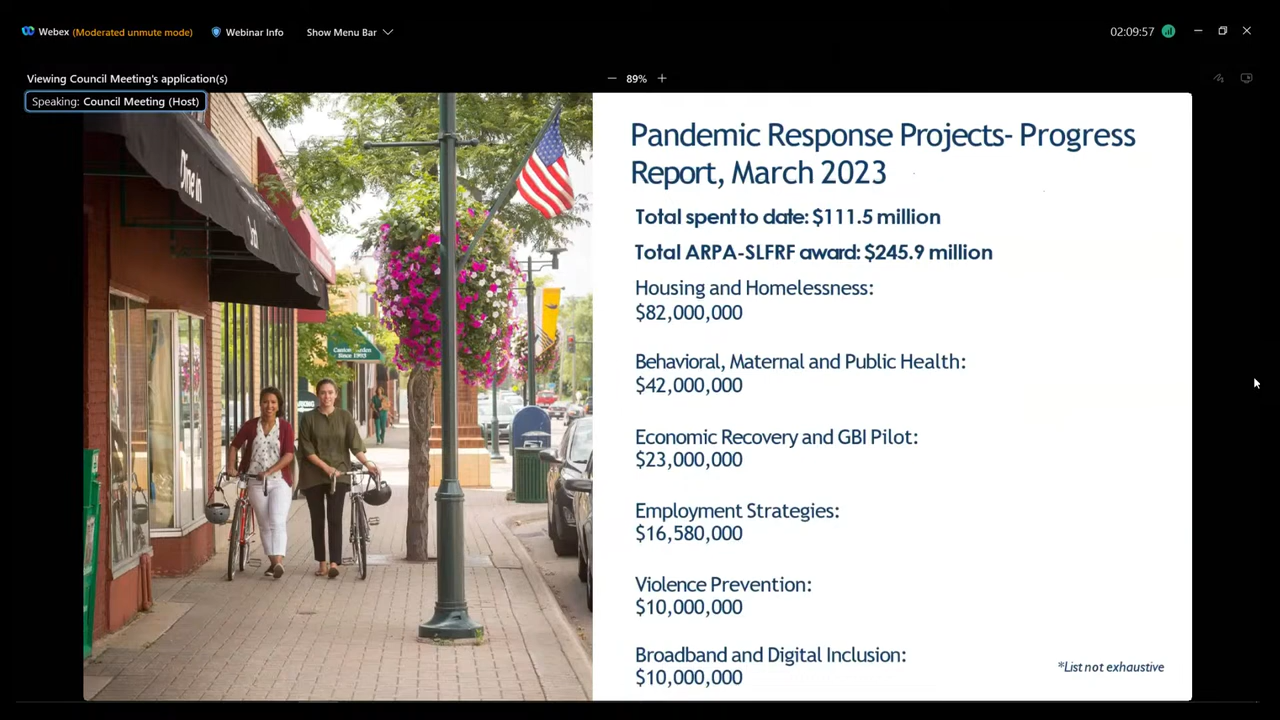 Webex (Moderated unmute mode) Webinar Info Show Menu Bar 02:09:57
Viewing Council Meeting's application(s) 89%
Speaking: Council Meeting (Host)
Dine in
Since 1993
Pandemic Response Projects- Progress
Report, March 2023
Total spent to date: $111.5 million
Total ARPA-SLFRF award: $245.9 million
Housing and Homelessness:
$82,000,000
Behavioral, Maternal and Public Health:
$42,000,000
Economic Recovery and GBI Pilot:
$23,000,000
Employment Strategies:
$16,580,000
Violence Prevention:
$10,000,000
Broadband and Digital Inclusion:
$10,000,000
*List not exhaustive